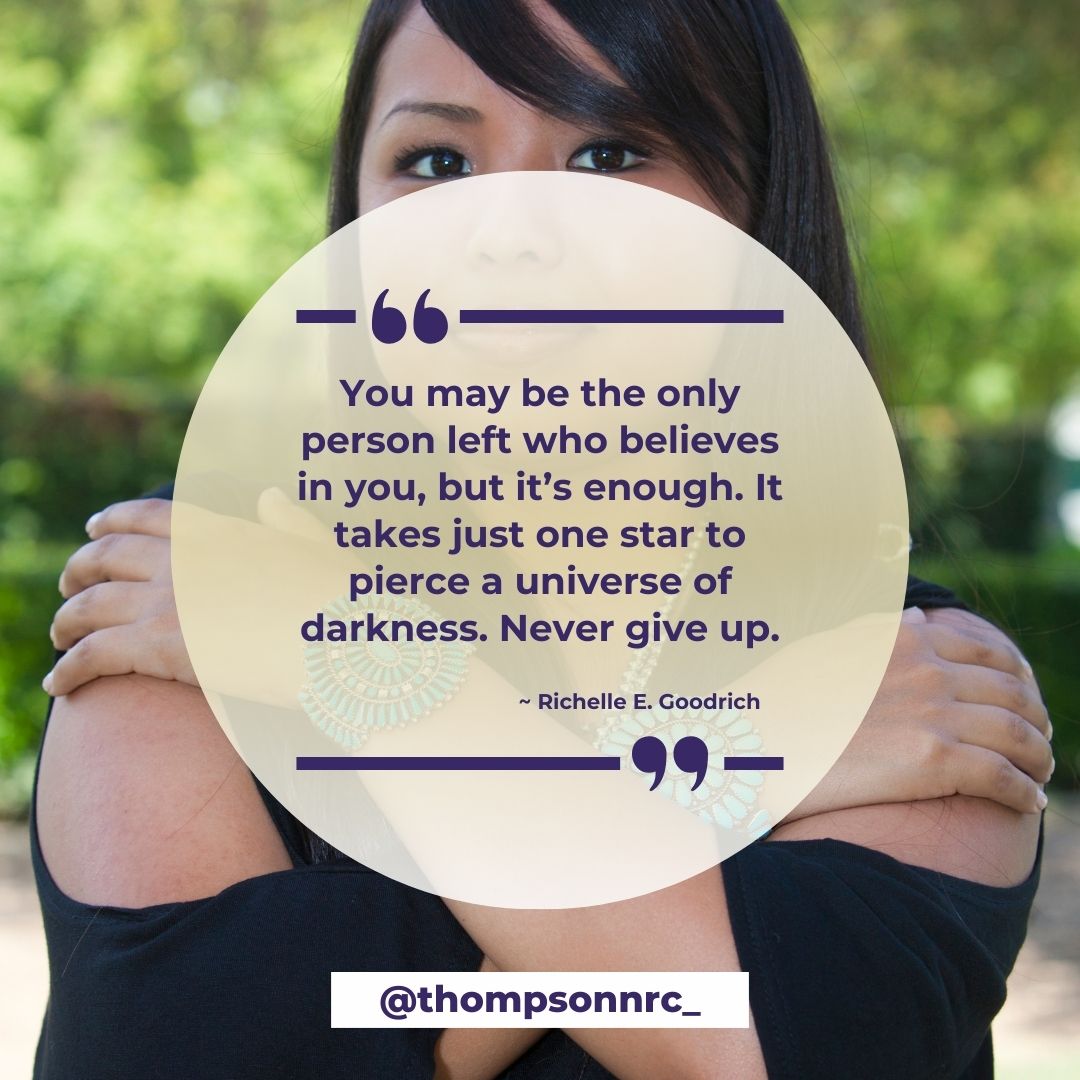 “
You may be the only
person left who believes
in you, but it’s enough. It
takes just one star to
pierce a universe of
darkness. Never give up.
~ Richelle E. Goodrich
”
@thompsonnrc_